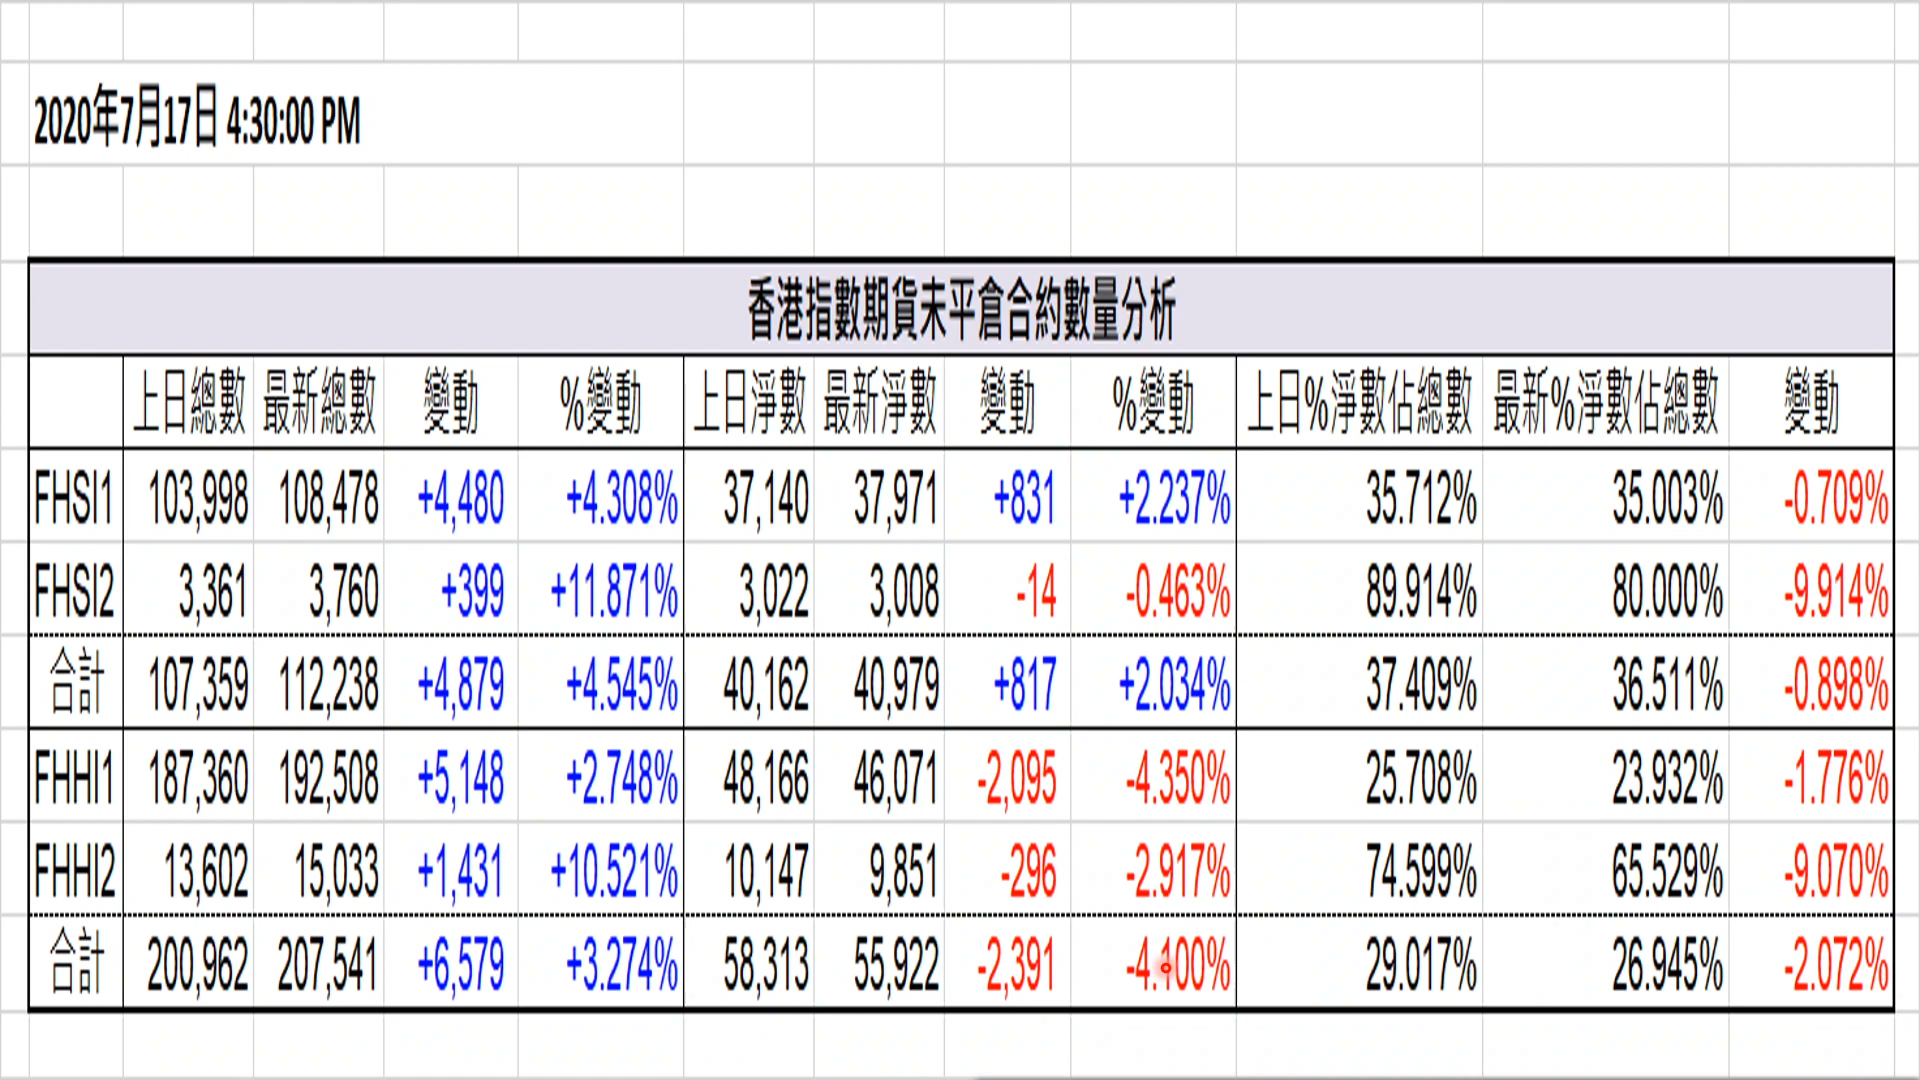 2020年7月17日 4:30:00 PM
香港指數期貨未平倉合約數量分析
上日總數 最新總數 變動 %變動 上日淨數 最新淨數 變動 %變動 上日%淨數佔總數 最新%淨數佔總數 變動
FHSI1 103,998 108,478 +4,480 +4.308% 37,140 37,971 +831 +2.237% 35.712% 35.003% -0.709%
FHSI2 3,361 3,760 +399 +11.871% 3,022 3,008 -14 -0.463% 89.914% 80.000% -9.914%
合計 107,359 112,238 +4,879 +4.545% 40,162 40,979 +817 +2.034% 37.409% 36.511% -0.898%
FHHI1 187,360 192,508 +5,148 +2.748% 48,166 46,071 -2,095 -4.350% 25.708% 23.932% -1.776%
FHHI2 13,602 15,033 +1,431 +10.521% 10,147 9,851 -296 -2.917% 74.599% 65.529% -9.070%
合計 200,962 207,541 +6,579 +3.274% 58,313 55,922 -2,391 -4.100% 29.017% 26.945% -2.072%